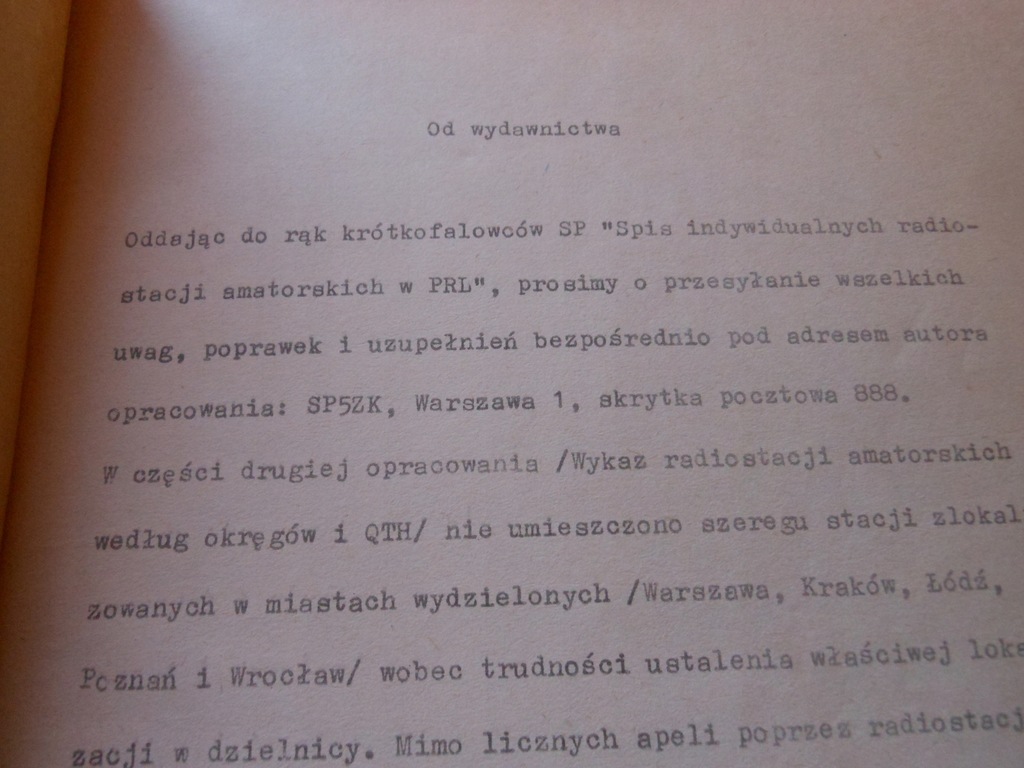 Od wydawnictwa
Oddając do rąk krótkofalowców SP "Spis indywidualnych radio-
stacji amatorskich w PRL", prosimy o przesyłanie wszelkich
uwag, poprawek i uzupełnień bezpośrednio pod adresem autora
opracowania: SP5ZK, Warszawa 1, skrytka pocztowa 888.
W części drugiej opracowania /Wykaz radiostacji amatorskich
według okręgów i QTH/ nie umieszczono szeregu stacji zlokal
zowanych w miastach wydzielonych /Warszawa, Kraków, Łódź,
Poznań i Wrocław/ wobec trudności ustalenia właściwej loka
zacji w dzielnicy. Mimo licznych apeli poprzez radiostacj